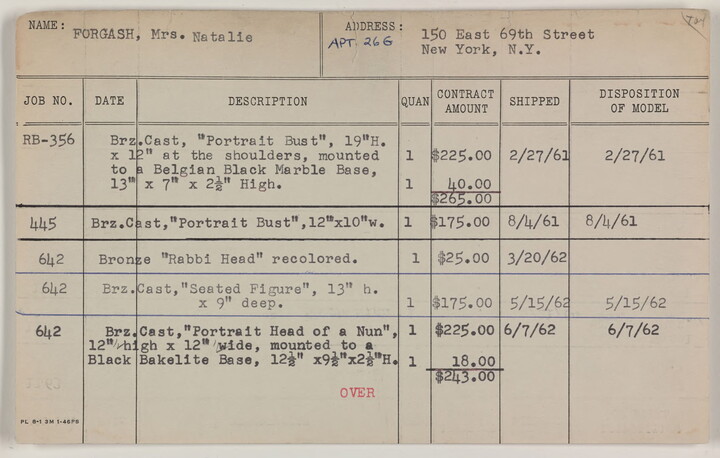 NAME: FORGASH, Mrs. Natalie
ADDRESS: 150 East 69th Street
APT. 26G New York, N.Y.
724
JOB NO. DATE DESCRIPTION QUAN CONTRACT AMOUNT SHIPPED DISPOSITION OF MODEL
RB-356 Brz.Cast, "Portrait Bust", 19"H.
x 12" at the shoulders, mounted 1 $225.00 2/27/61 2/27/61
to a Belgian Black Marble Base,
13" x 7" x 2½" High. 1 40.00
$265.00
445 Brz.Cast,"Portrait Bust",12"x10"w. 1 $175.00 8/4/61 8/4/61
642 Bronze "Rabbi Head" recolored. 1 $25.00 3/20/62
642 Brz.Cast,"Seated Figure", 13" h.
x 9" deep. 1 $175.00 5/15/62 5/15/62
642 Brz.Cast,"Portrait Head of a Nun", 1 $225.00 6/7/62 6/7/62
12" high x 12" wide, mounted to a
Black Bakelite Base, 12½" x9½"x2½"H. 1 18.00
$243.00
OVER
PL 6-1 3M 1-46PS